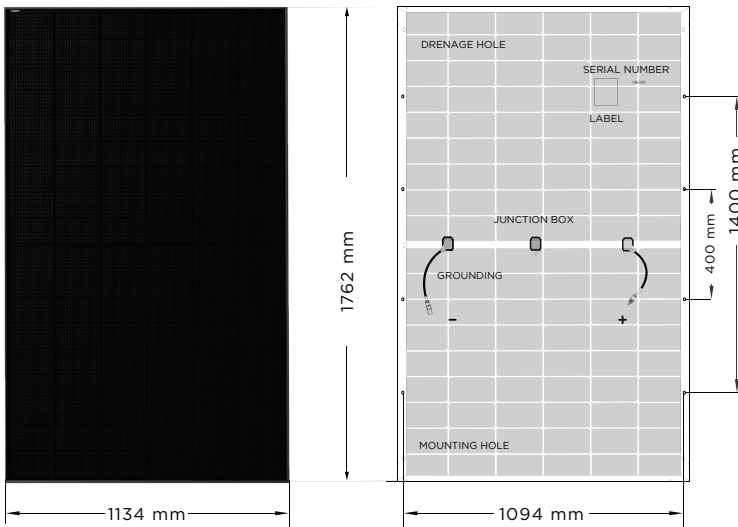 DRENAGE HOLE
SERIAL NUMBER
LABEL
1762 mm
1400 mm
400 mm
JUNCTION BOX
GROUNDING
−
+
MOUNTING HOLE
1134 mm
1094 mm